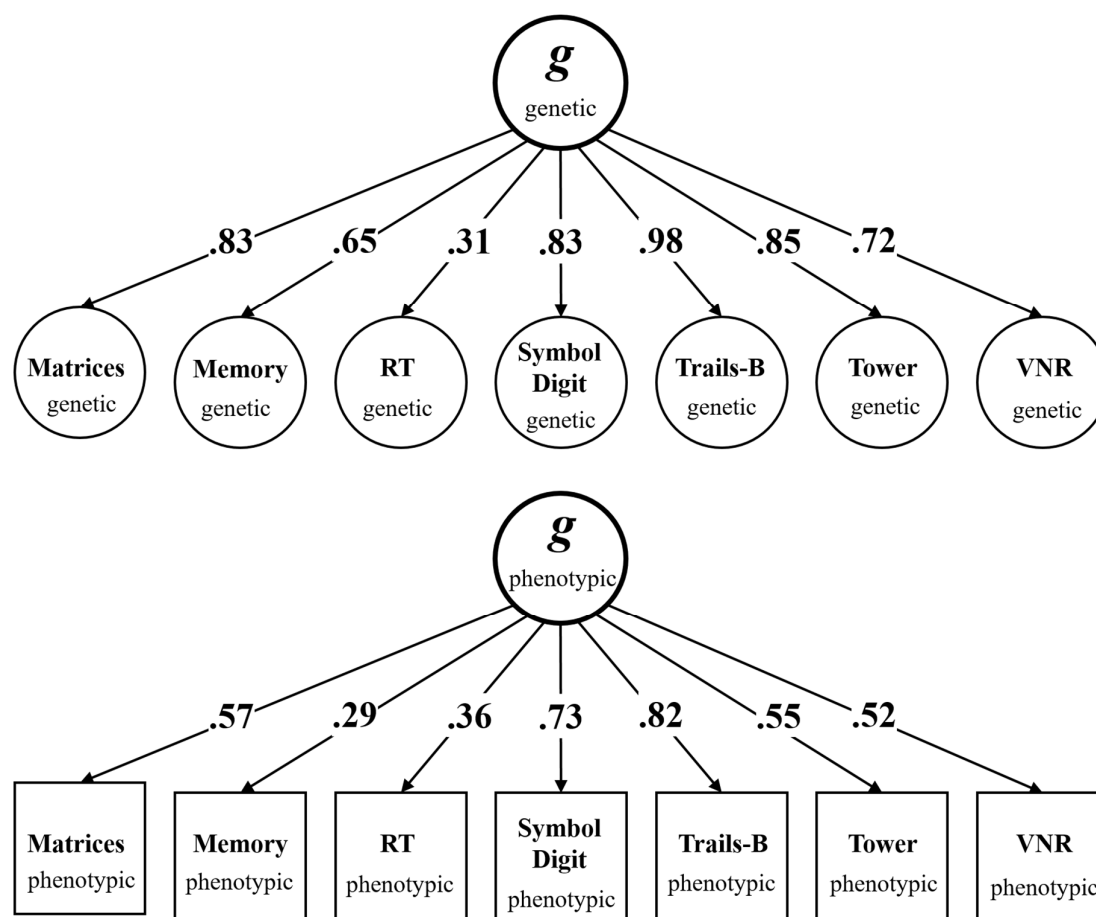 g
genetic
.83 .65 .31 .83 .98 .85 .72
Matrices
genetic
Memory
genetic
RT
genetic
Symbol
Digit
genetic
Trails-B
genetic
Tower
genetic
VNR
genetic
g
phenotypic
.57 .29 .36 .73 .82 .55 .52
Matrices
phenotypic
Memory
phenotypic
RT
phenotypic
Symbol
Digit
phenotypic
Trails-B
phenotypic
Tower
phenotypic
VNR
phenotypic